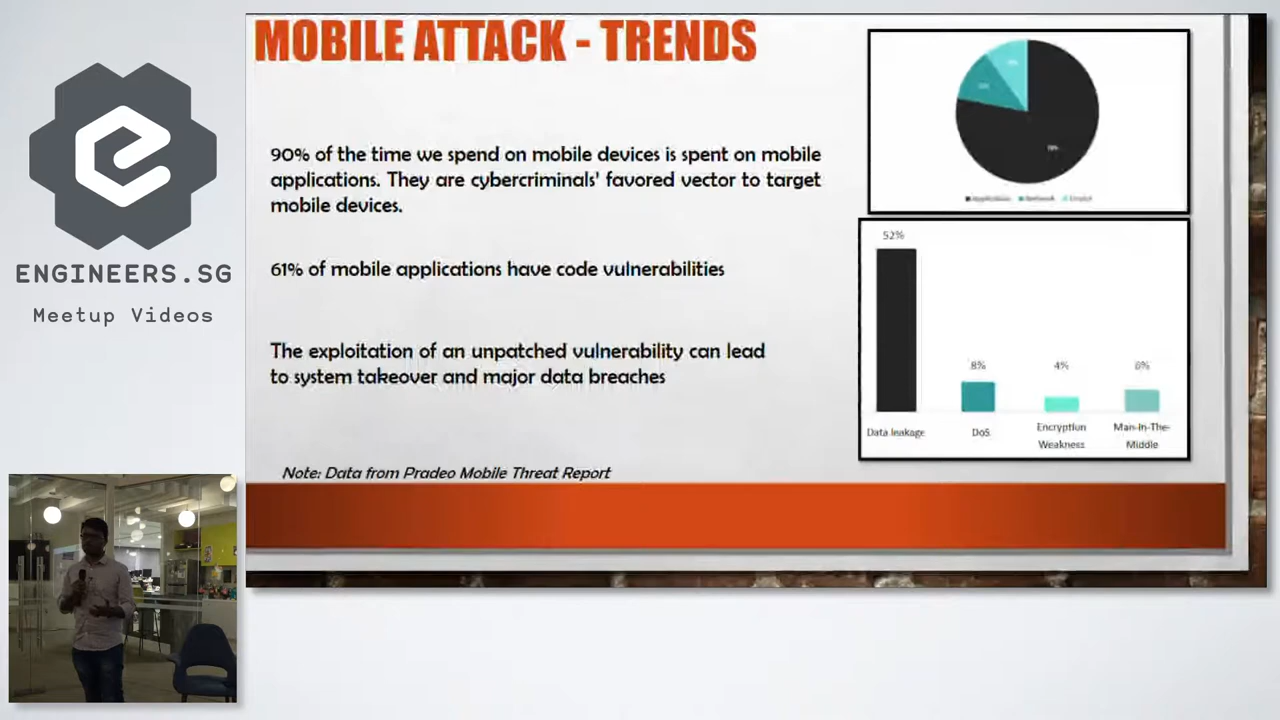 MOBILE ATTACK - TRENDS
ENGINEERS.SG
Meetup Videos
90% of the time we spend on mobile devices is spent on mobile
applications. They are cybercriminals' favored vector to target
mobile devices.
61% of mobile applications have code vulnerabilities
The exploitation of an unpatched vulnerability can lead
to system takeover and major data breaches
Note: Data from Pradeo Mobile Threat Report
52%
8%
4%
6%
Data leakage
DoS
Encryption
Weakness
Man-In-The-
Middle